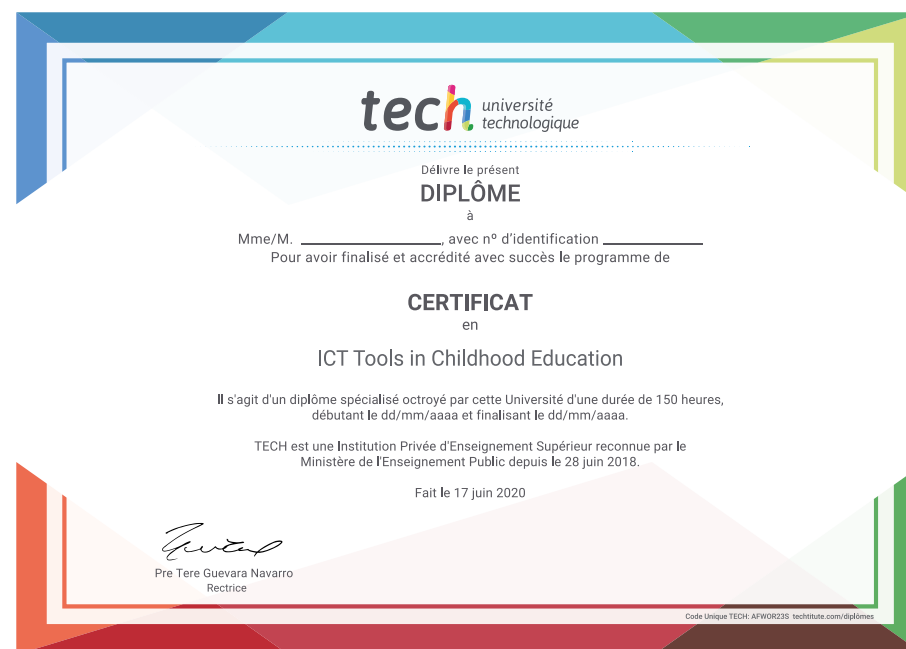 tech université
technologique
Délivre le présent
DIPLÔME
à
Mme/M. ____________________, avec nº d'identification ______________
Pour avoir finalisé et accrédité avec succès le programme de
CERTIFICAT
en
ICT Tools in Childhood Education
Il s'agit d'un diplôme spécialisé octroyé par cette Université d'une durée de 150 heures,
débutant le dd/mm/aaaa et finalisant le dd/mm/aaaa.
TECH est une Institution Privée d'Enseignement Supérieur reconnue par le
Ministère de l'Enseignement Public depuis le 28 juin 2018.
Fait le 17 juin 2020
Pre Tere Guevara Navarro
Rectrice
Code Unique TECH: AFWOR23S techtitute.com/diplômes